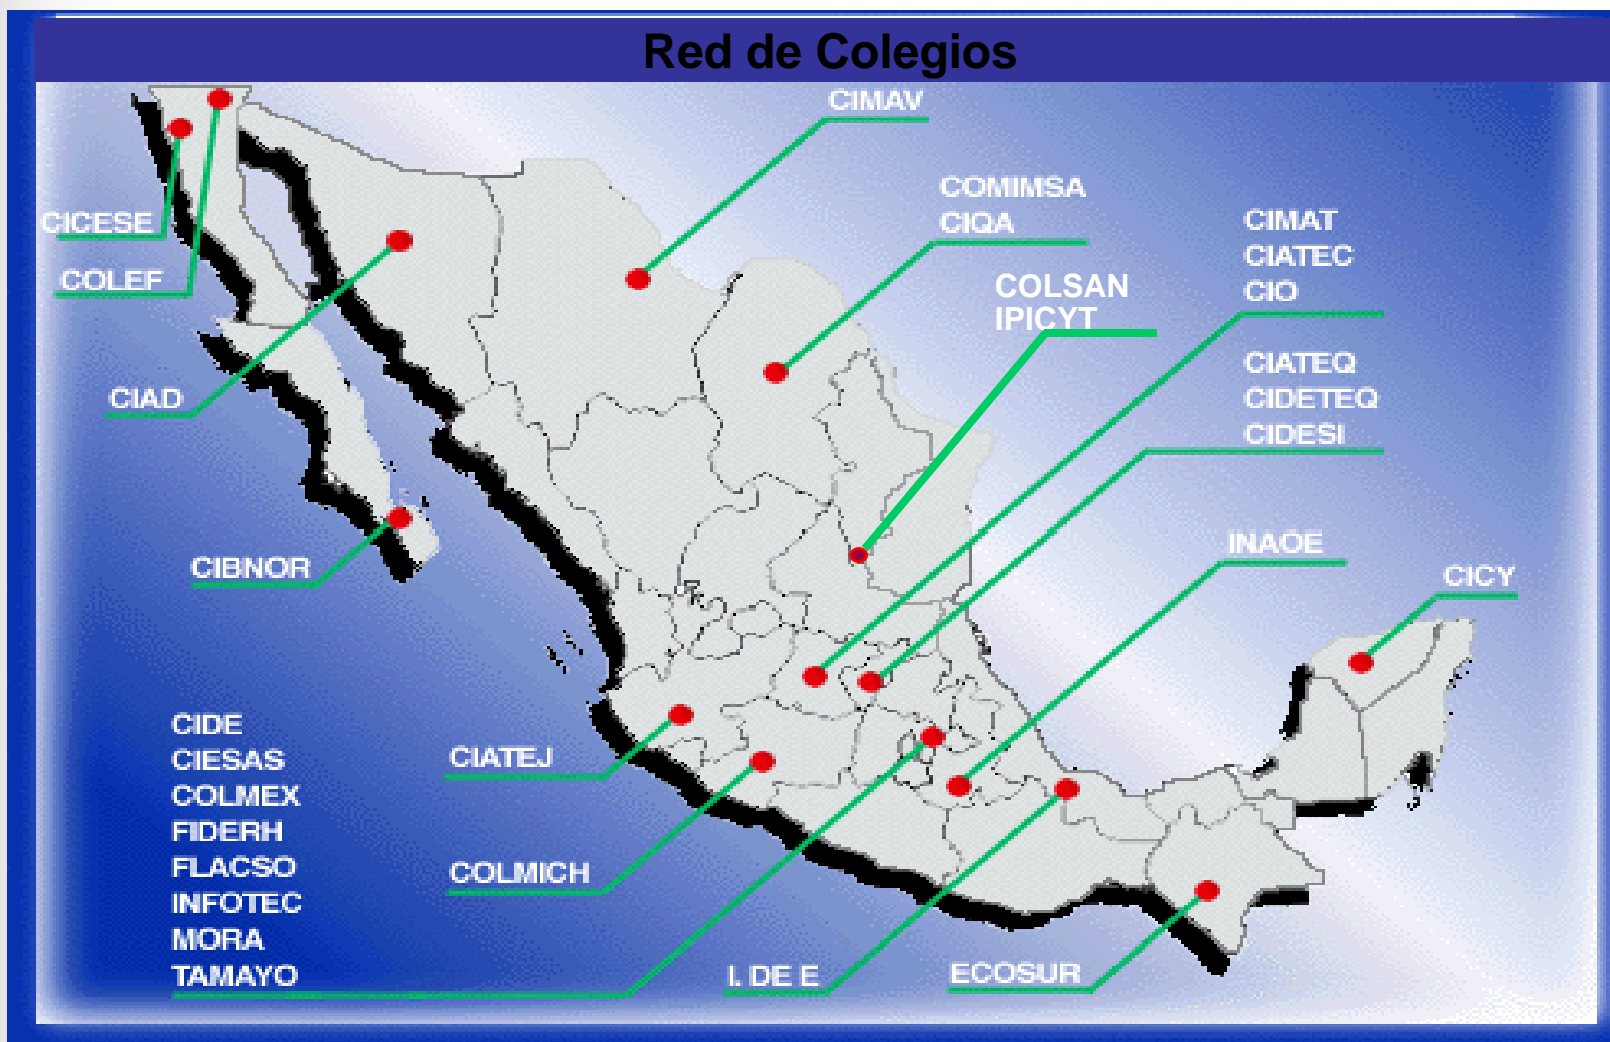 Red de Colegios
CIMAV
COMIMSA
CIQA
CIMAT
CIATEC
CIO
CICESE
COLEF
COLSAN
IPICYT
CIATEQ
CIDETEQ
CIDESI
CIAD
INAOE
CIBNOR
CICY
CIDE
CIESAS
COLMEX
FIDERH
FLACSO
INFOTEC
MORA
TAMAYO
CIATEJ
COLMICH
I. DE E
ECOSUR